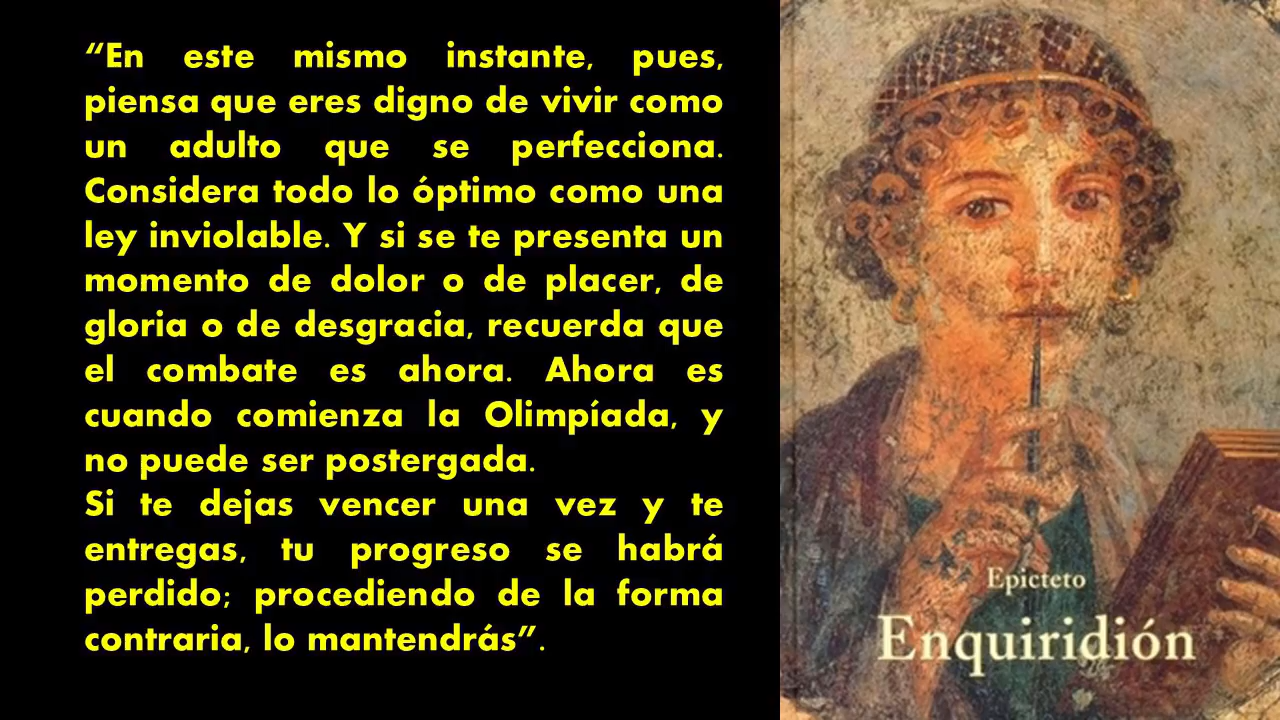 “En este mismo instante, pues,
piensa que eres digno de vivir como
un adulto que se perfecciona.
Considera todo lo óptimo como una
ley inviolable. Y si se te presenta un
momento de dolor o de placer, de
gloria o de desgracia, recuerda que
el combate es ahora. Ahora es
cuando comienza la Olimpíada, y
no puede ser postergada.
Si te dejas vencer una vez y te
entregas, tu progreso se habrá
perdido; procediendo de la forma
contraria, lo mantendrás”.
Epicteto
Enquiridión